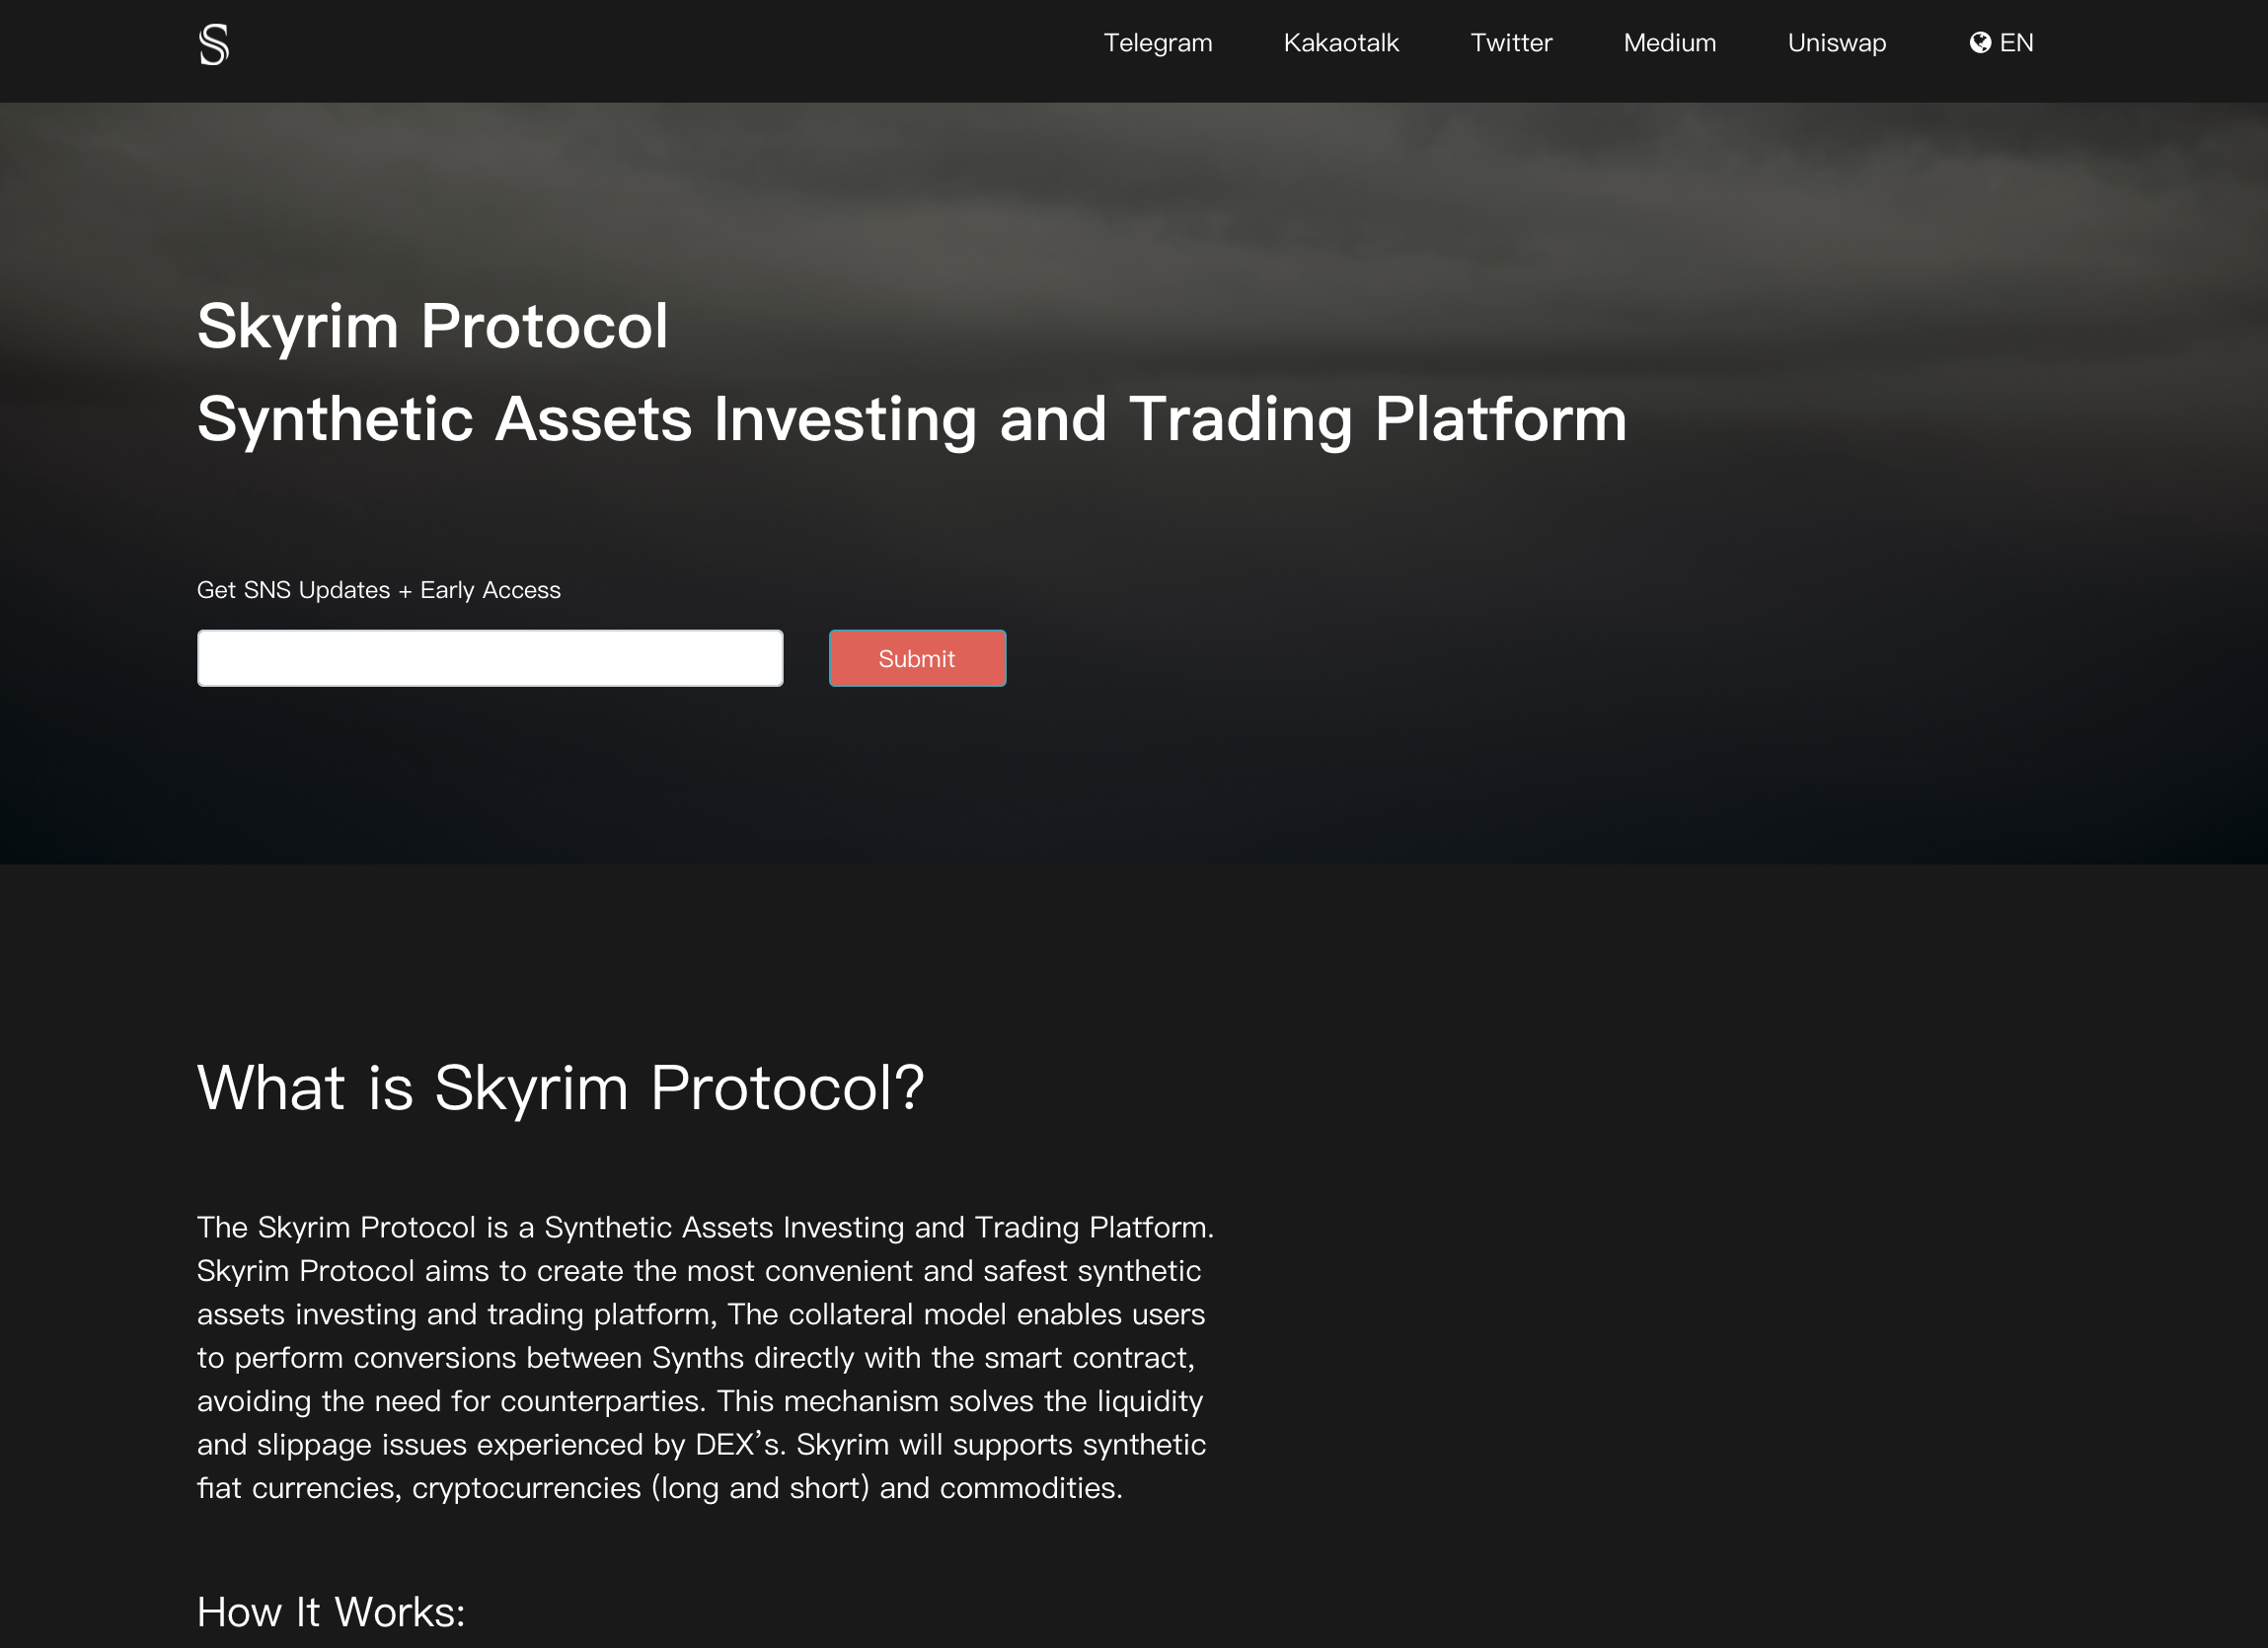 S
Telegram Kakaotalk Twitter Medium Uniswap EN
Skyrim Protocol
Synthetic Assets Investing and Trading Platform
Get SNS Updates + Early Access
Submit
What is Skyrim Protocol?
The Skyrim Protocol is a Synthetic Assets Investing and Trading Platform.
Skyrim Protocol aims to create the most convenient and safest synthetic
assets investing and trading platform, The collateral model enables users
to perform conversions between Synths directly with the smart contract,
avoiding the need for counterparties. This mechanism solves the liquidity
and slippage issues experienced by DEX's. Skyrim will supports synthetic
fiat currencies, cryptocurrencies (long and short) and commodities.
How It Works: